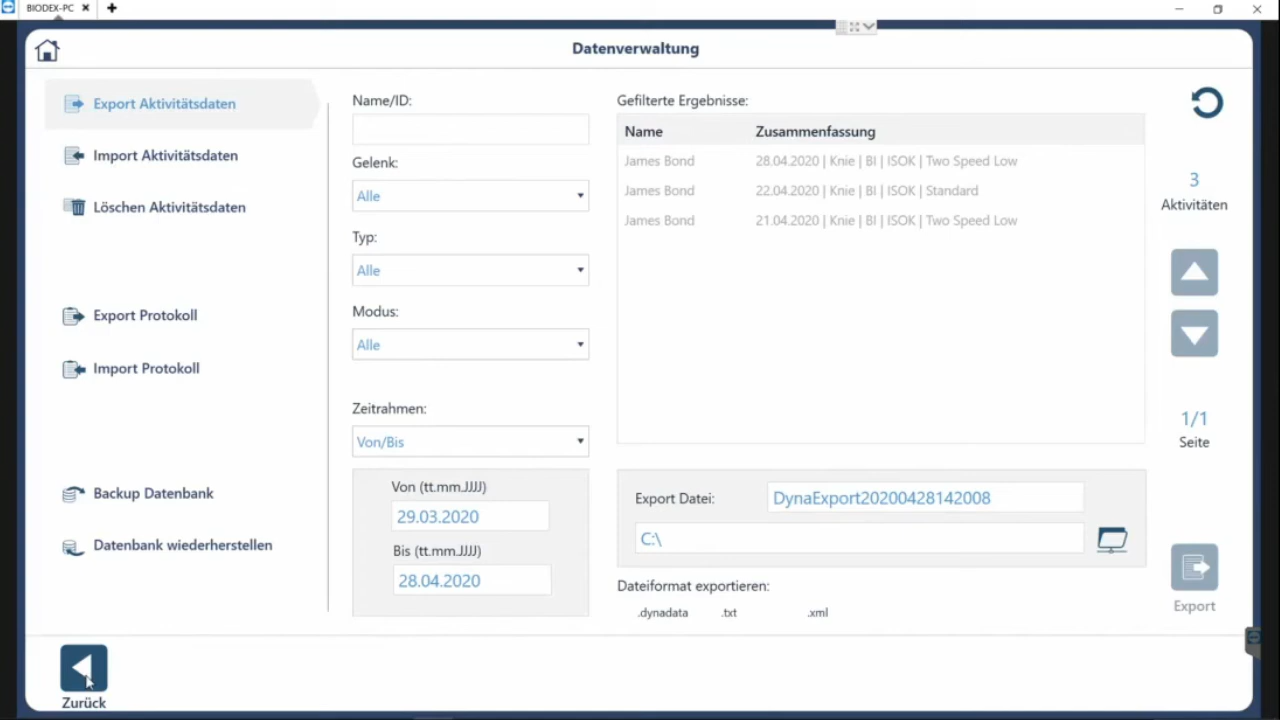 BIODEX-PC
Datenverwaltung
Export Aktivitätsdaten
Import Aktivitätsdaten
Löschen Aktivitätsdaten
Export Protokoll
Import Protokoll
Backup Datenbank
Datenbank wiederherstellen
Name/ID:
Gelenk:
Alle
Typ:
Alle
Modus:
Alle
Zeitrahmen:
Von/Bis
Von (tt.mm.JJJJ)
29.03.2020
Bis (tt.mm.JJJJ)
28.04.2020
Gefilterte Ergebnisse:
Name Zusammenfassung
James Bond 28.04.2020 | Knie | BI | ISOK | Two Speed Low
James Bond 22.04.2020 | Knie | BI | ISOK | Standard
James Bond 21.04.2020 | Knie | BI | ISOK | Two Speed Low
Export Datei: DynaExport20200428142008
C:\
Dateiformat exportieren:
.dynadata .txt .xml
3
Aktivitäten
1/1
Seite
Export
Zurück